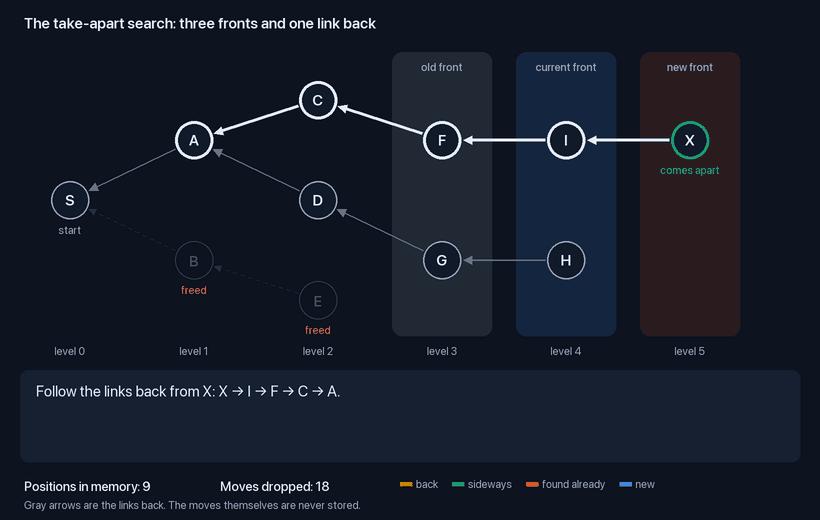 The take-apart search: three fronts and one link back
old front
current front
new front
C
A
F
I
X
comes apart
S
start
D
B
freed
G
H
E
freed
level 0
level 1
level 2
level 3
level 4
level 5
Follow the links back from X: X → I → F → C → A.
Positions in memory: 9
Moves dropped: 18
back
sideways
found already
new
Gray arrows are the links back. The moves themselves are never stored.